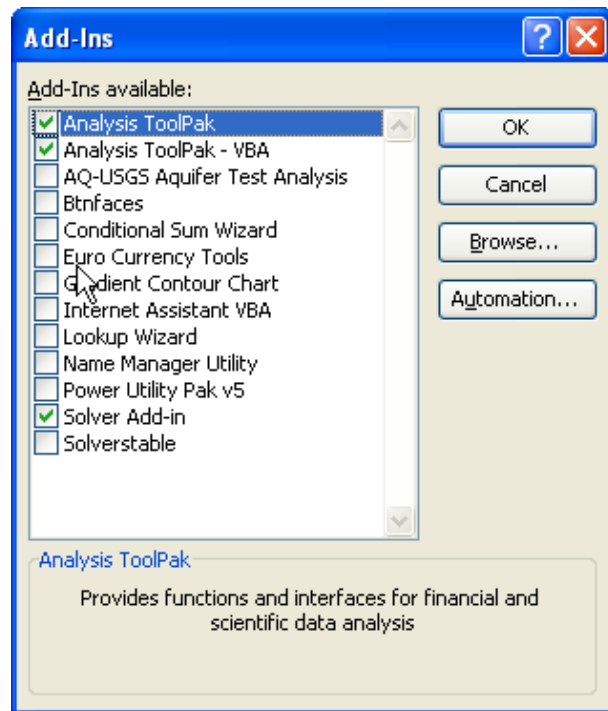 Add-Ins
Add-Ins available:
Analysis ToolPak
Analysis ToolPak - VBA
AQ-USGS Aquifer Test Analysis
Btnfaces
Conditional Sum Wizard
Euro Currency Tools
Gradient Contour Chart
Internet Assistant VBA
Lookup Wizard
Name Manager Utility
Power Utility Pak v5
Solver Add-in
Solverstable
OK
Cancel
Browse...
Automation...
Analysis ToolPak
Provides functions and interfaces for financial and
scientific data analysis